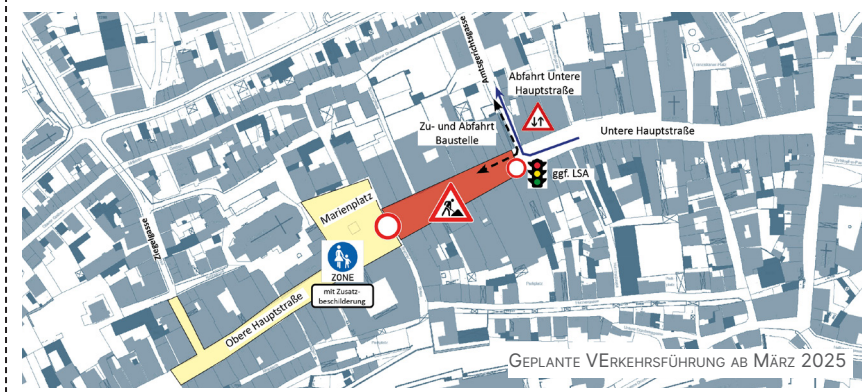 Amtsgerichtsgasse
Abfahrt Untere
Hauptstraße
Zu- und Abfahrt
Baustelle
Untere Hauptstraße
ggf. LSA
Marienplatz
Ziegelgasse
ZONE
mit Zusatz-
beschilderung
Obere Hauptstraße
GEPLANTE VERKEHRSFÜHRUNG AB MÄRZ 2025